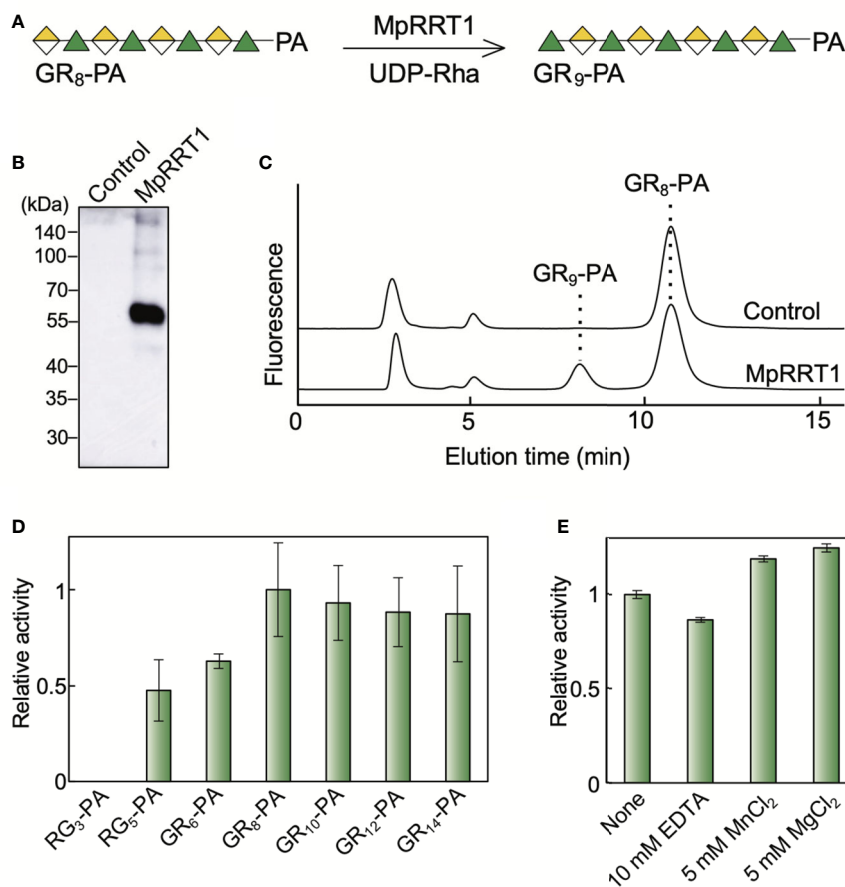 A
PA
GR₈-PA
MpRRT1
UDP-Rha
PA
GR₉-PA
B
Control
MpRRT1
(kDa)
140
100
70
55
40
35
30
C
GR₈-PA
GR₉-PA
Control
MpRRT1
Fluorescence
0
5
10
15
Elution time (min)
D
Relative activity
1
0.5
0
RG₃-PA
RG₅-PA
GR₆-PA
GR₈-PA
GR₁₀-PA
GR₁₂-PA
GR₁₄-PA
E
Relative activity
1
0.5
0
None
10 mM EDTA
5 mM MnCl₂
5 mM MgCl₂